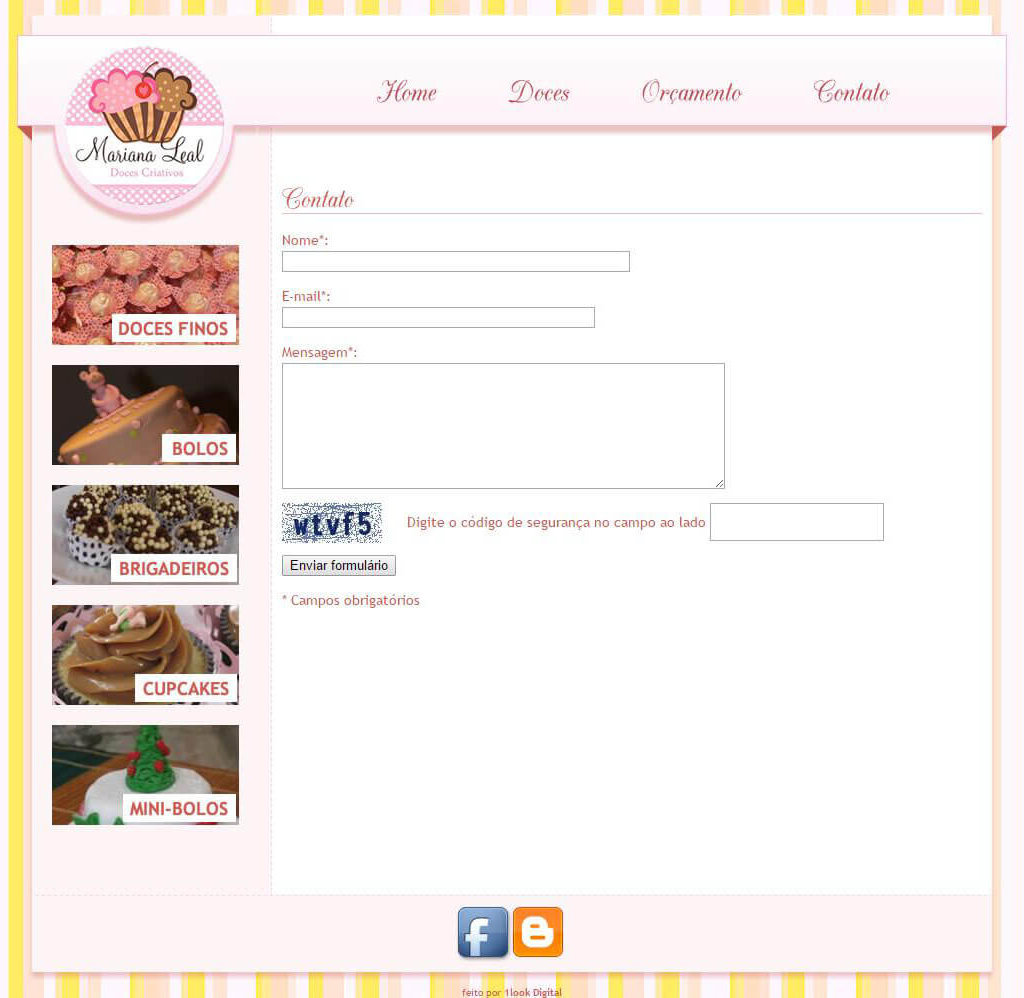 Home Doces Orçamento Contato
Mariana Leal
Doces Criativos
Contato
Nome*:
E-mail*:
Mensagem*:
wtvf5 Digite o código de segurança no campo ao lado
Enviar formulário
* Campos obrigatórios
DOCES FINOS
BOLOS
BRIGADEIROS
CUPCAKES
MINI-BOLOS
feito por 1look Digital